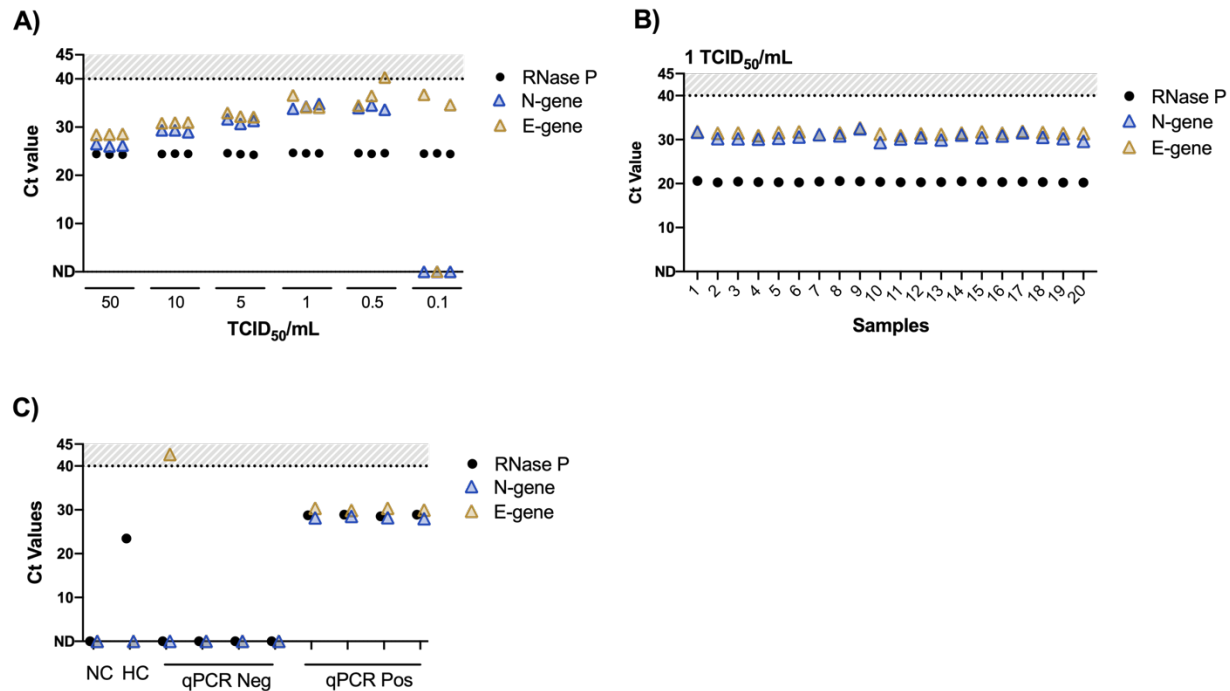 A)
45
40
30
20
10
ND
Ct value
50 10 5 1 0.5 0.1
TCID50/mL
RNase P
N-gene
E-gene
B)
1 TCID50/mL
45
40
30
20
10
ND
Ct Value
1 2 3 4 5 6 7 8 9 10 11 12 13 14 15 16 17 18 19 20
Samples
RNase P
N-gene
E-gene
C)
45
40
30
20
10
ND
Ct Values
NC HC qPCR Neg qPCR Pos
RNase P
N-gene
E-gene